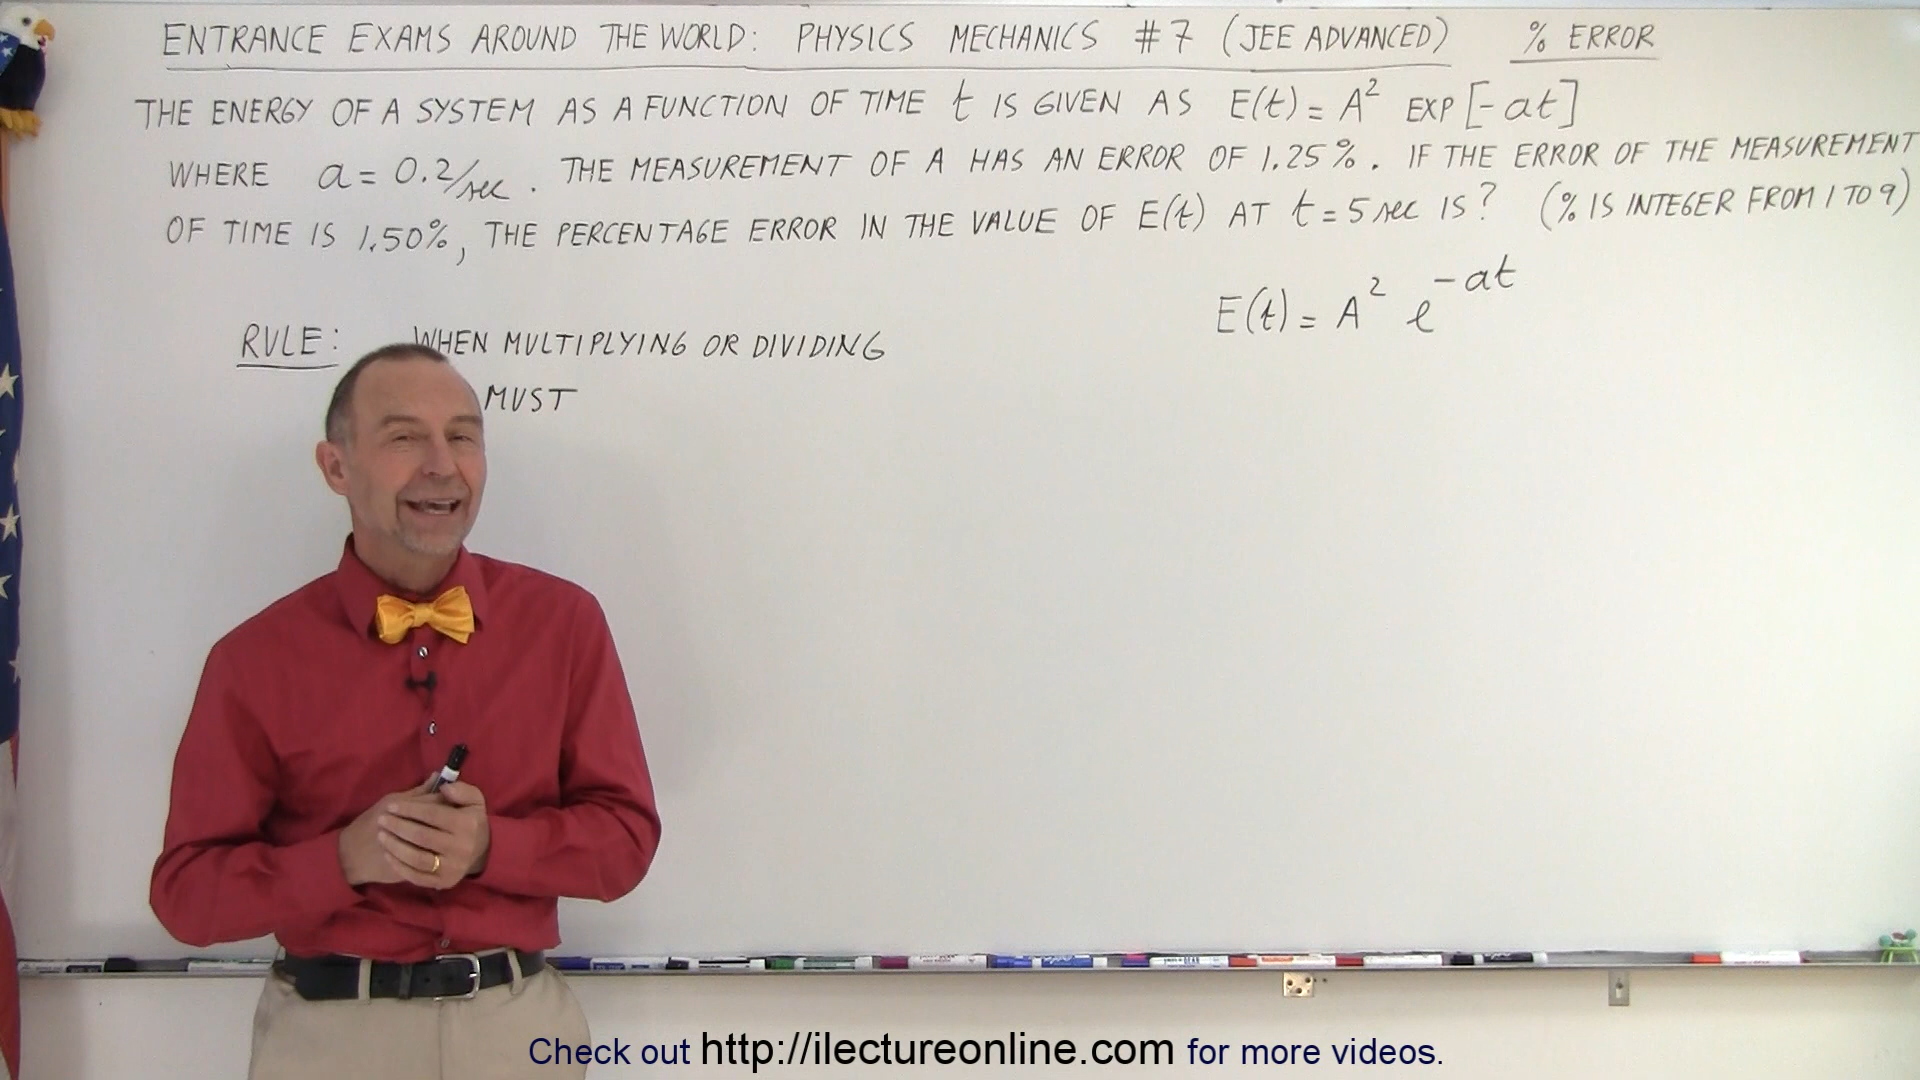 ENTRANCE EXAMS AROUND THE WORLD: PHYSICS MECHANICS #7 (JEE ADVANCED) % ERROR
THE ENERGY OF A SYSTEM AS A FUNCTION OF TIME t IS GIVEN AS E(t) = A² EXP [-at]
WHERE a = 0.2/sec. THE MEASUREMENT OF A HAS AN ERROR OF 1.25%. IF THE ERROR OF THE MEASUREMENT
OF TIME IS 1.50%, THE PERCENTAGE ERROR IN THE VALUE OF E(t) AT t = 5 sec IS? (% IS INTEGER FROM 1 TO 9)
E(t) = A² e^-at
RULE: WHEN MULTIPLYING OR DIVIDING
MUST
Check out http://ilectureonline.com for more videos.